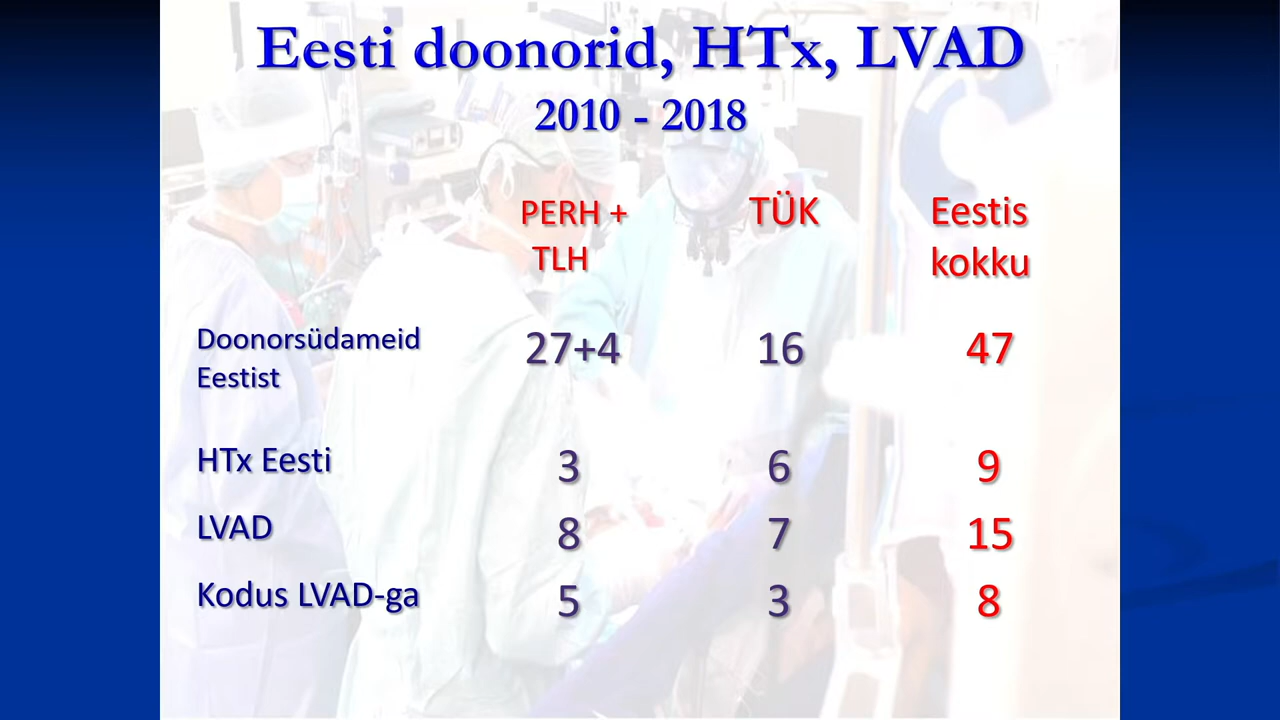 Eesti doonorid, HTx, LVAD
2010 - 2018
PERH + TÜK Eestis
TLH kokku
Doonorsüdameid 27+4 16 47
Eestist
HTx Eesti 3 6 9
LVAD 8 7 15
Kodus LVAD-ga 5 3 8